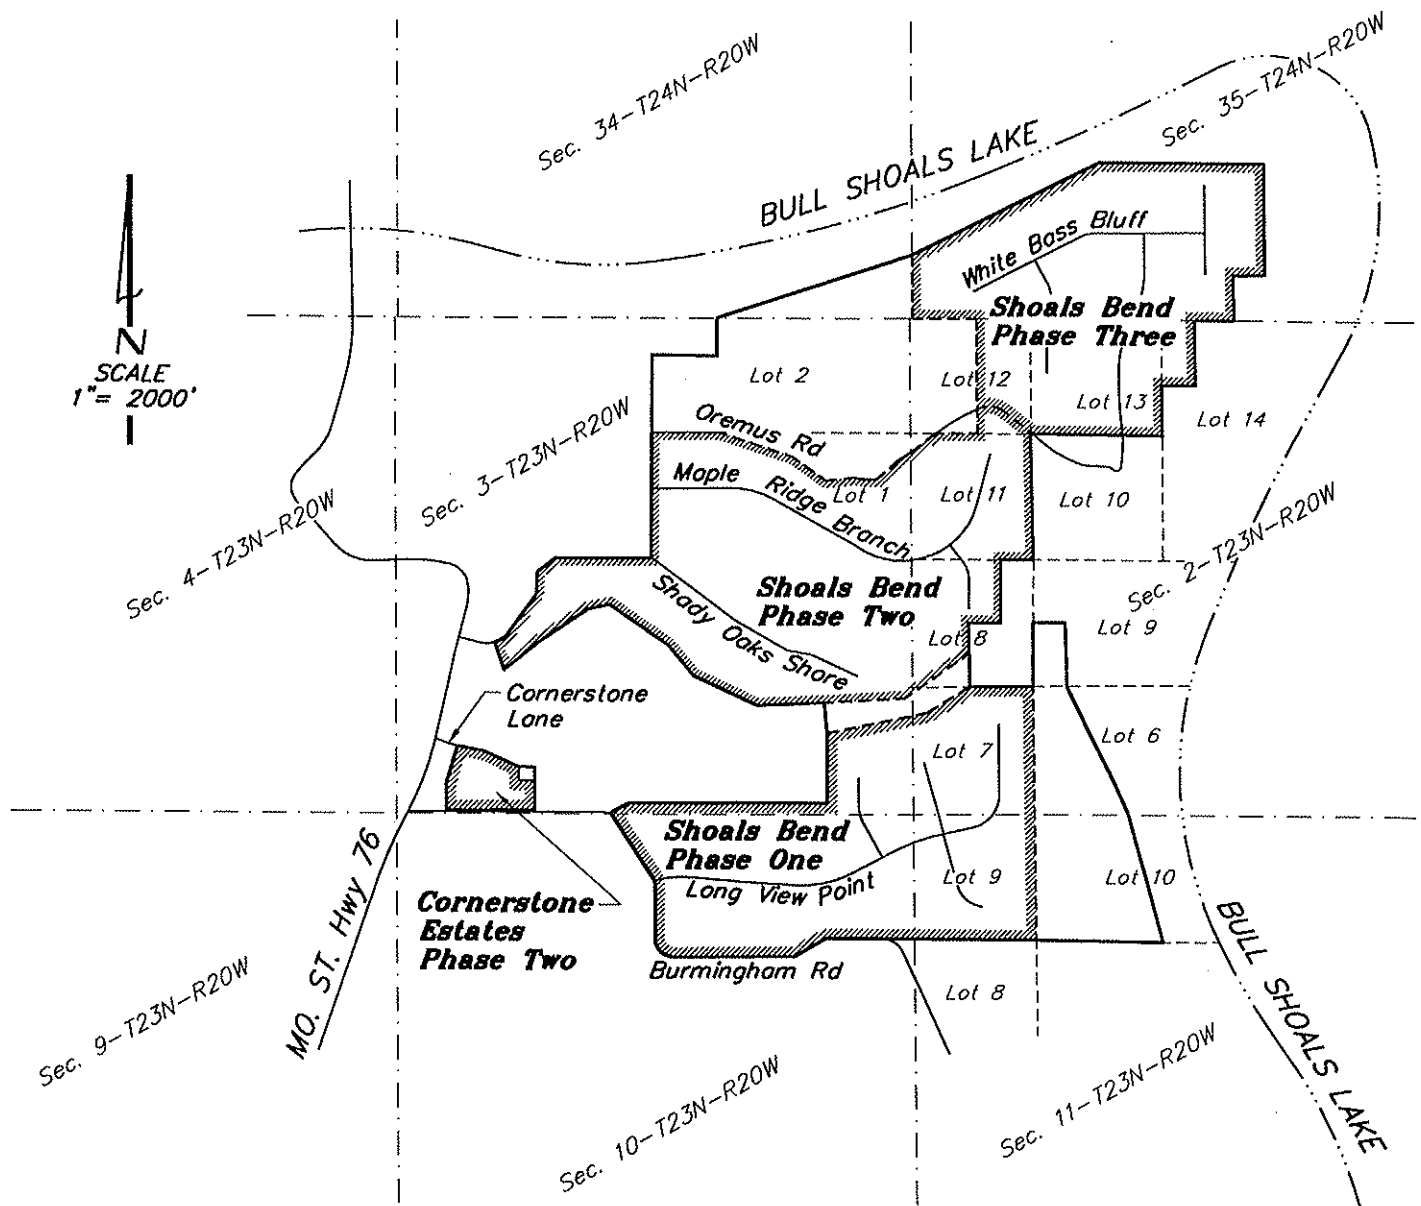 Sec. 34-T24N-R20W
Sec. 35-T24N-R20W
BULL SHOALS LAKE
White Bass Bluff
Shoals Bend
Phase Three
N
SCALE
1"= 2000'
Lot 2
Lot 12
Lot 13
Lot 14
Oremus Rd
Sec. 3-T23N-R20W
Maple Ridge Branch
Lot 1
Lot 11
Lot 10
Sec. 4-T23N-R20W
Sec. 2-T23N-R20W
Shoals Bend
Phase Two
Shady Oaks Shore
Lot 8
Lot 9
Cornerstone
Lane
Lot 7
Lot 6
Shoals Bend
Phase One
MO. ST. Hwy 76
Long View Point
Lot 9
Lot 10
Cornerstone
Estates
Phase Two
Burmingham Rd
BULL SHOALS LAKE
Lot 8
Sec. 9-T23N-R20W
Sec. 10-T23N-R20W
Sec. 11-T23N-R20W